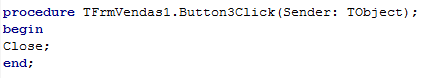 procedure TFrmVendas1.Button3Click(Sender: TObject);
begin
Close;
end;